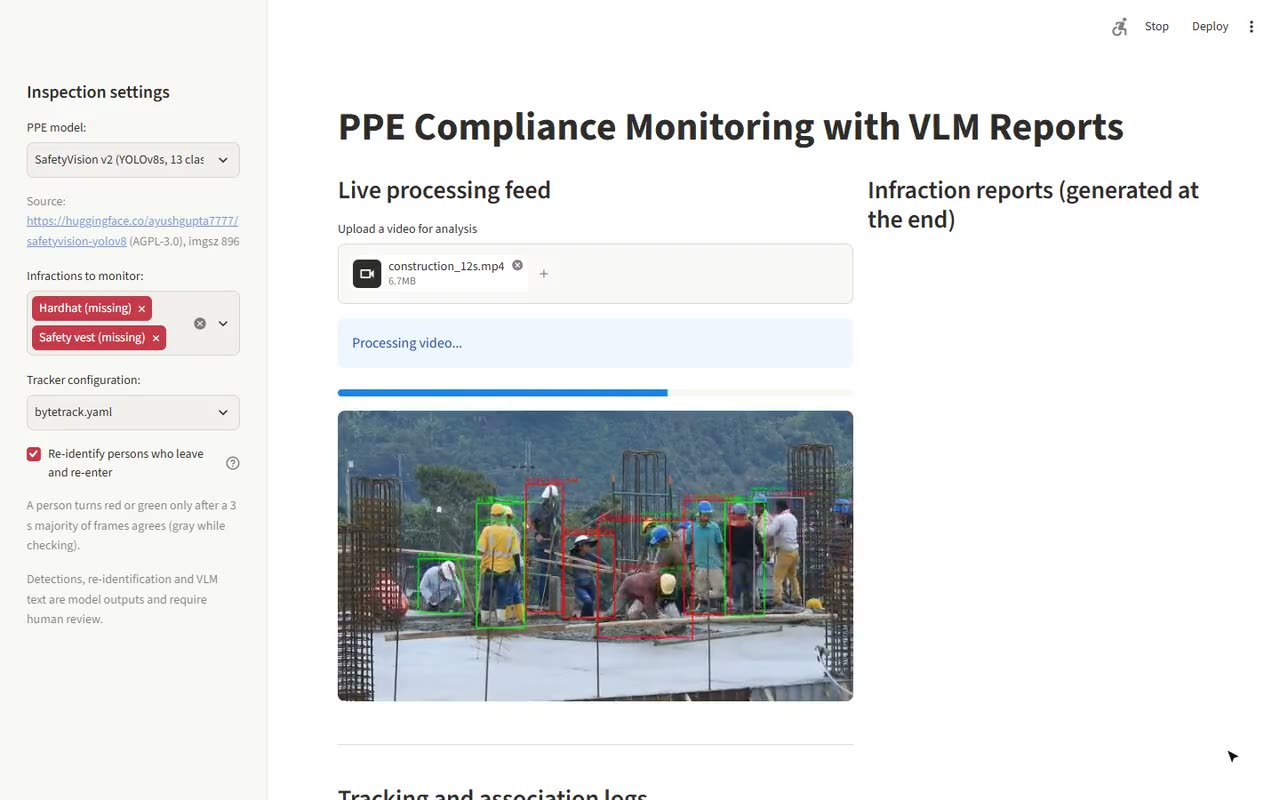 Stop
Deploy
Inspection settings
PPE model:
SafetyVision v2 (YOLOv8s, 13 clas
Source:
https://huggingface.co/ayushgupta7777/
safetyvision-yolov8 (AGPL-3.0), imgsz 896
Infractions to monitor:
Hardhat (missing)
Safety vest (missing)
Tracker configuration:
bytetrack.yaml
Re-identify persons who leave
and re-enter
A person turns red or green only after a 3
s majority of frames agrees (gray while
checking).
Detections, re-identification and VLM
text are model outputs and require
human review.
PPE Compliance Monitoring with VLM Reports
Live processing feed
Upload a video for analysis
construction_12s.mp4
6.7MB
Processing video...
Infraction reports (generated at
the end)
Tracking and association logs